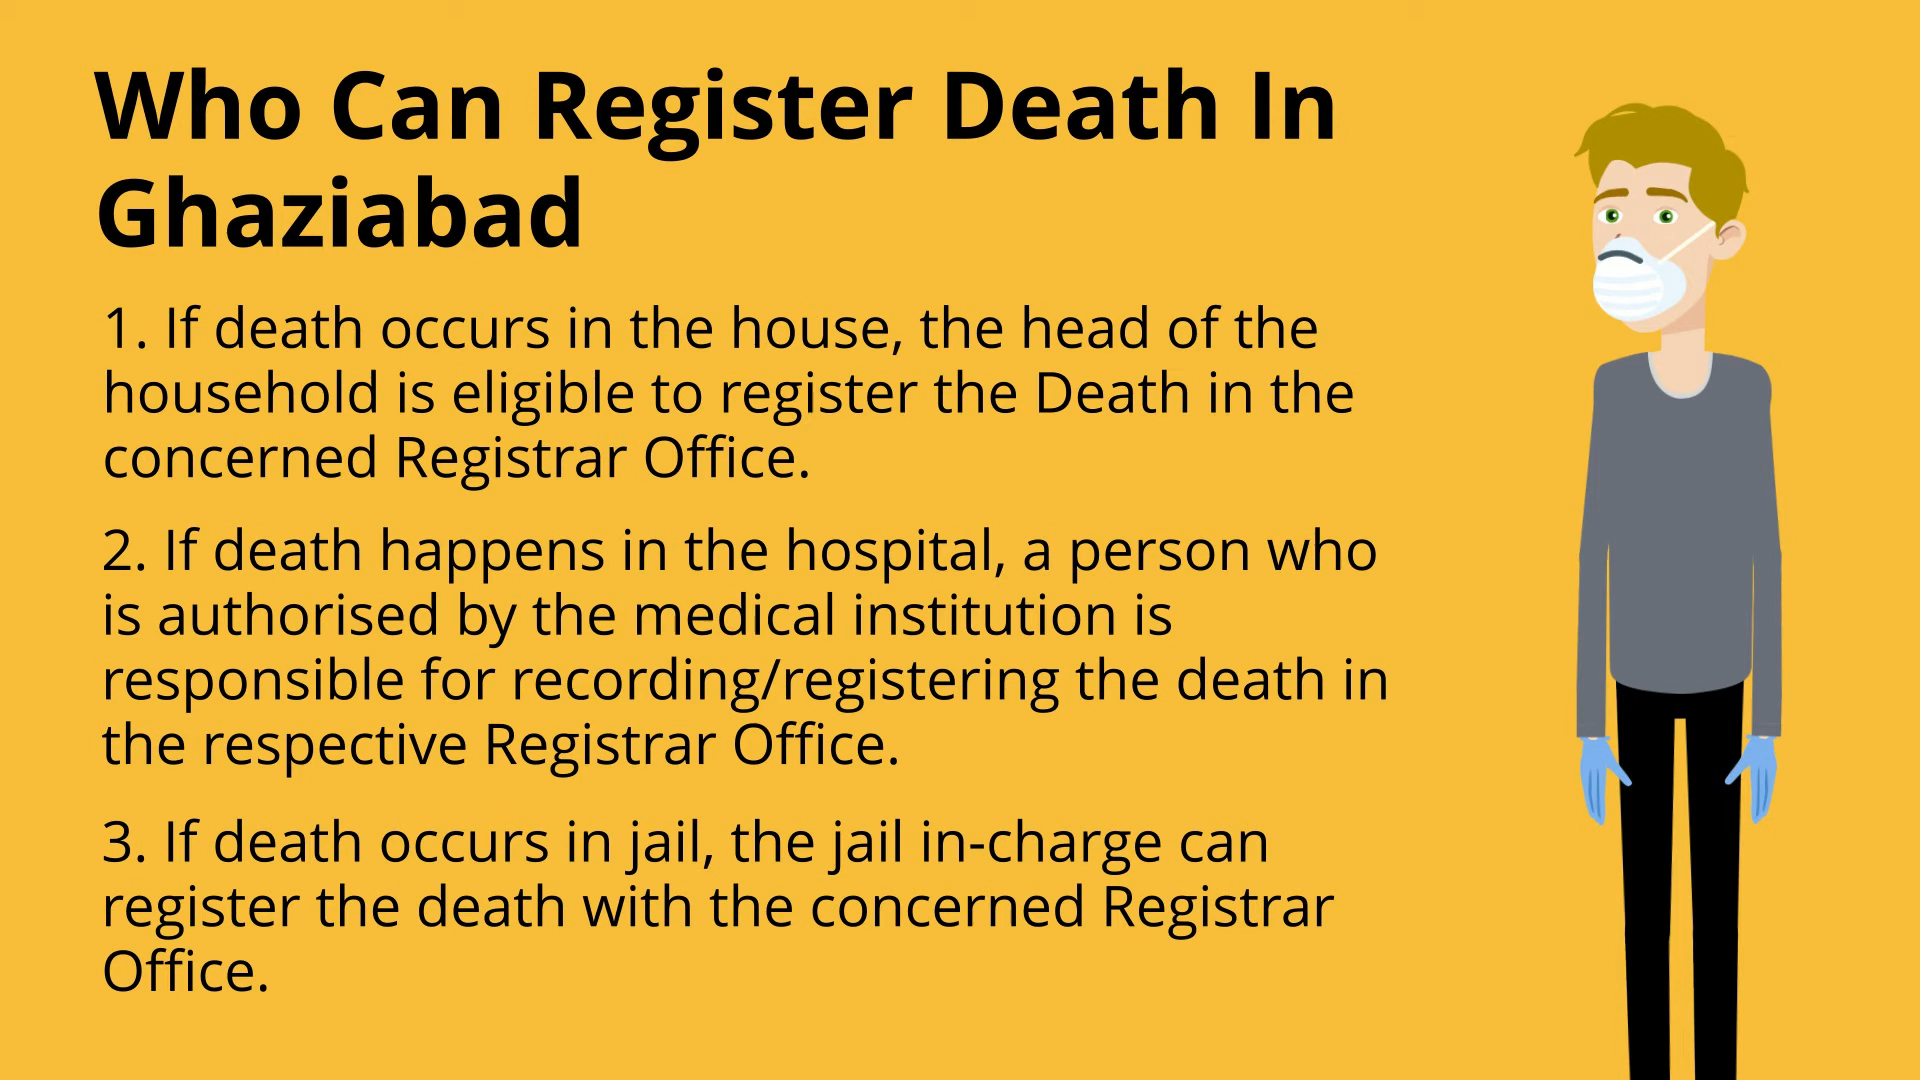 Who Can Register Death In
Ghaziabad
1. If death occurs in the house, the head of the
household is eligible to register the Death in the
concerned Registrar Office.
2. If death happens in the hospital, a person who
is authorised by the medical institution is
responsible for recording/registering the death in
the respective Registrar Office.
3. If death occurs in jail, the jail in-charge can
register the death with the concerned Registrar
Office.